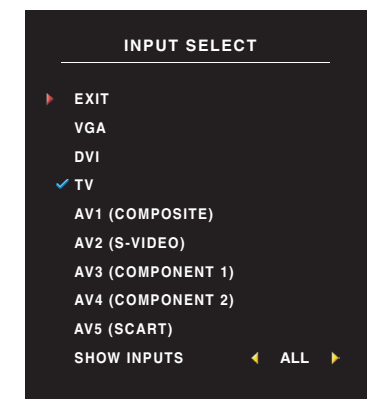 INPUT SELECT
EXIT
VGA
DVI
TV
AV1 (COMPOSITE)
AV2 (S-VIDEO)
AV3 (COMPONENT 1)
AV4 (COMPONENT 2)
AV5 (SCART)
SHOW INPUTS ALL